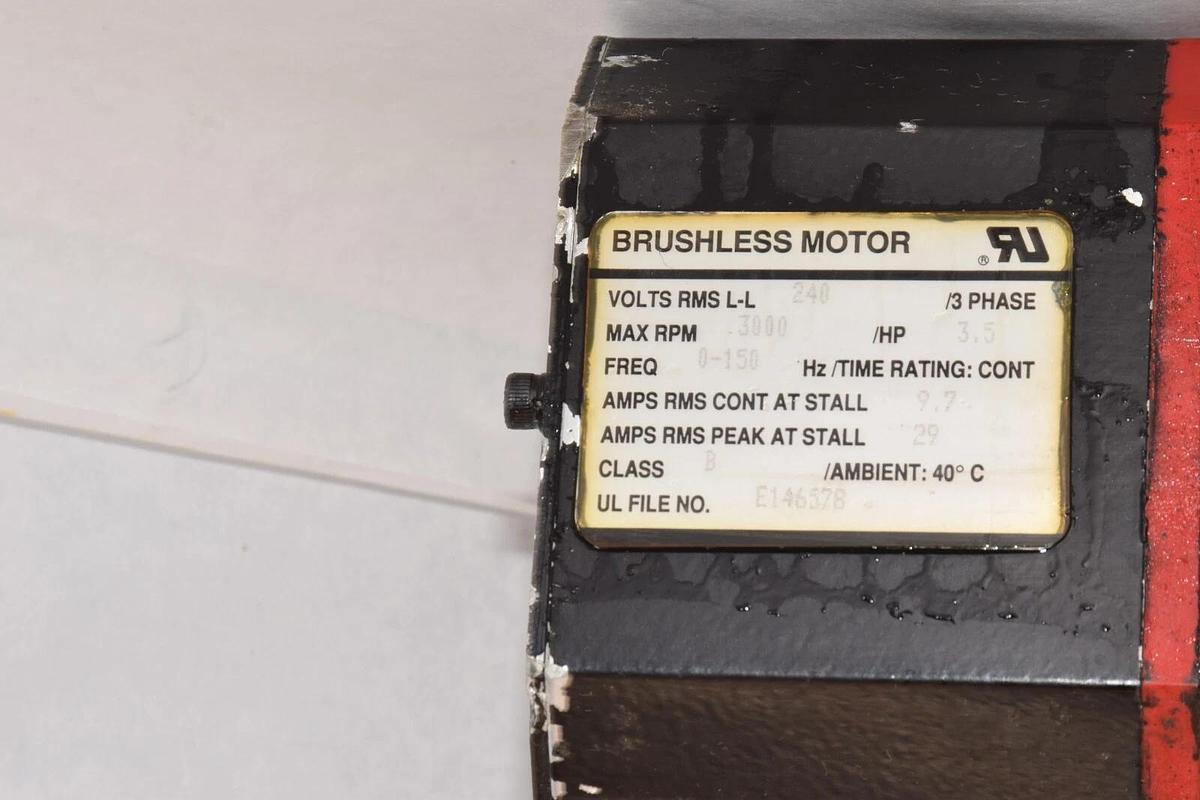 BRUSHLESS MOTOR ® RU
VOLTS RMS L-L 240 /3 PHASE
MAX RPM 3000 /HP 3.5
FREQ 0-150 Hz /TIME RATING: CONT
AMPS RMS CONT AT STALL 9.7
AMPS RMS PEAK AT STALL 29
CLASS B /AMBIENT: 40° C
UL FILE NO. E146578